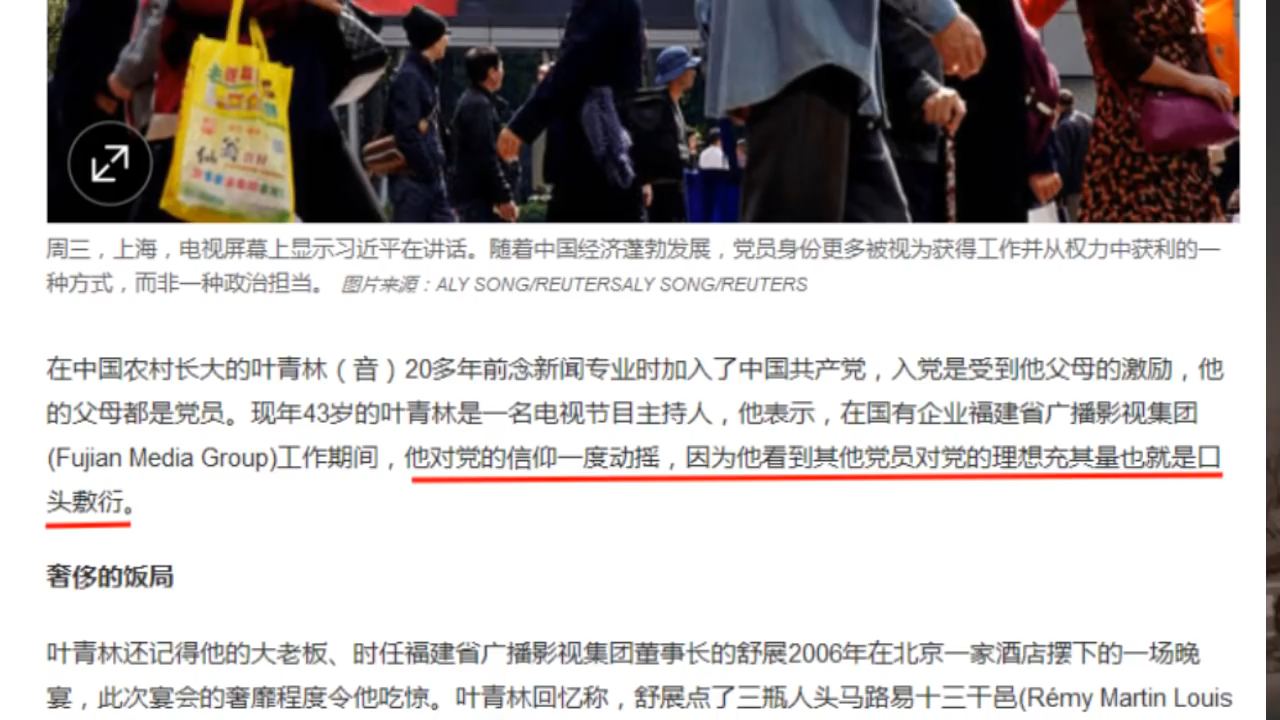 周三，上海，电视屏幕上显示习近平在讲话。随着中国经济蓬勃发展，党员身份更多被视为获得工作并从权力中获利的一
种方式，而非一种政治担当。 图片来源：ALY SONG/REUTERSALY SONG/REUTERS
在中国农村长大的叶青林（音）20多年前念新闻专业时加入了中国共产党，入党是受到他父母的激励，他
的父母都是党员。现年43岁的叶青林是一名电视节目主持人，他表示，在国有企业福建省广播影视集团
(Fujian Media Group)工作期间，他对党的信仰一度动摇，因为他看到其他党员对党的理想充其量也就是口
头敷衍。
奢侈的饭局
叶青林还记得他的大老板、时任福建省广播影视集团董事长的舒展2006年在北京一家酒店摆下的一场晚
宴，此次宴会的奢靡程度令他吃惊。叶青林回忆称，舒展点了三瓶人头马路易十三干邑(Rémy Martin Louis